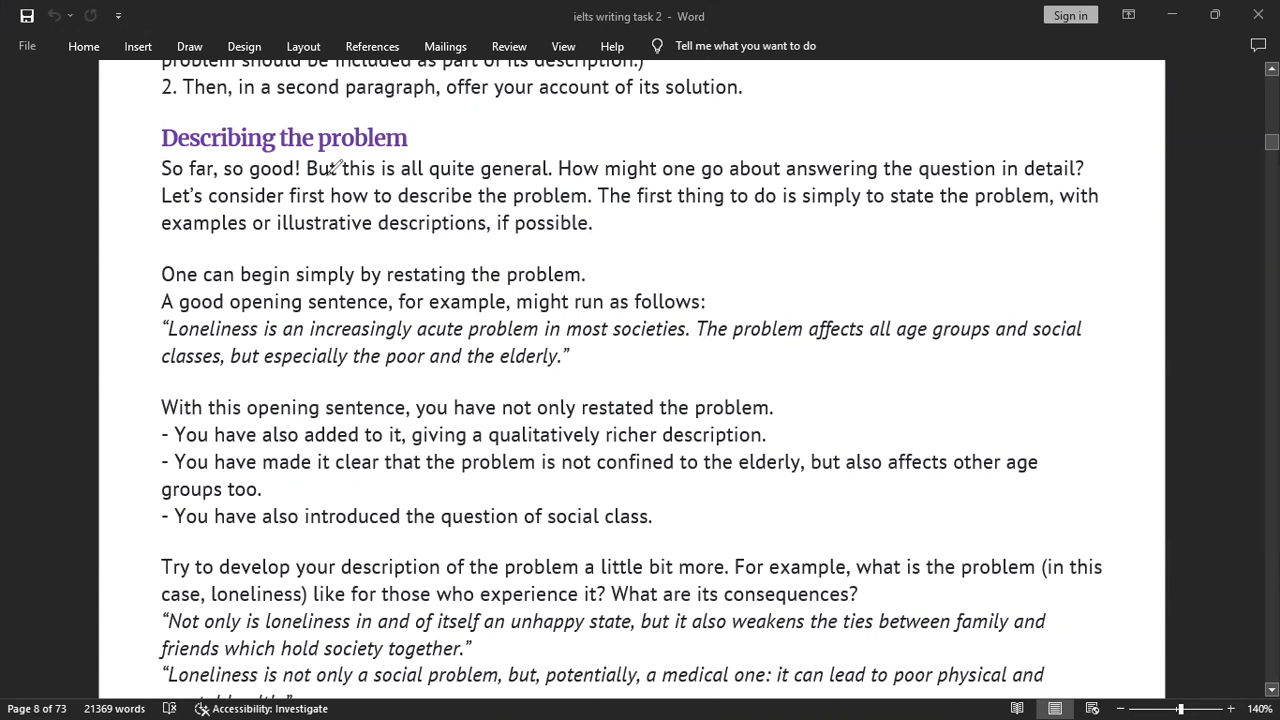 ielts writing task 2 - Word
Sign in
File Home Insert Draw Design Layout References Mailings Review View Help Tell me what you want to do
problem should be included as part of its description.)
2. Then, in a second paragraph, offer your account of its solution.
Describing the problem
So far, so good! But this is all quite general. How might one go about answering the question in detail?
Let’s consider first how to describe the problem. The first thing to do is simply to state the problem, with
examples or illustrative descriptions, if possible.
One can begin simply by restating the problem.
A good opening sentence, for example, might run as follows:
“Loneliness is an increasingly acute problem in most societies. The problem affects all age groups and social
classes, but especially the poor and the elderly.”
With this opening sentence, you have not only restated the problem.
- You have also added to it, giving a qualitatively richer description.
- You have made it clear that the problem is not confined to the elderly, but also affects other age
groups too.
- You have also introduced the question of social class.
Try to develop your description of the problem a little bit more. For example, what is the problem (in this
case, loneliness) like for those who experience it? What are its consequences?
“Not only is loneliness in and of itself an unhappy state, but it also weakens the ties between family and
friends which hold society together.”
“Loneliness is not only a social problem, but, potentially, a medical one: it can lead to poor physical and
Page 8 of 73 21369 words Accessibility: Investigate 140%